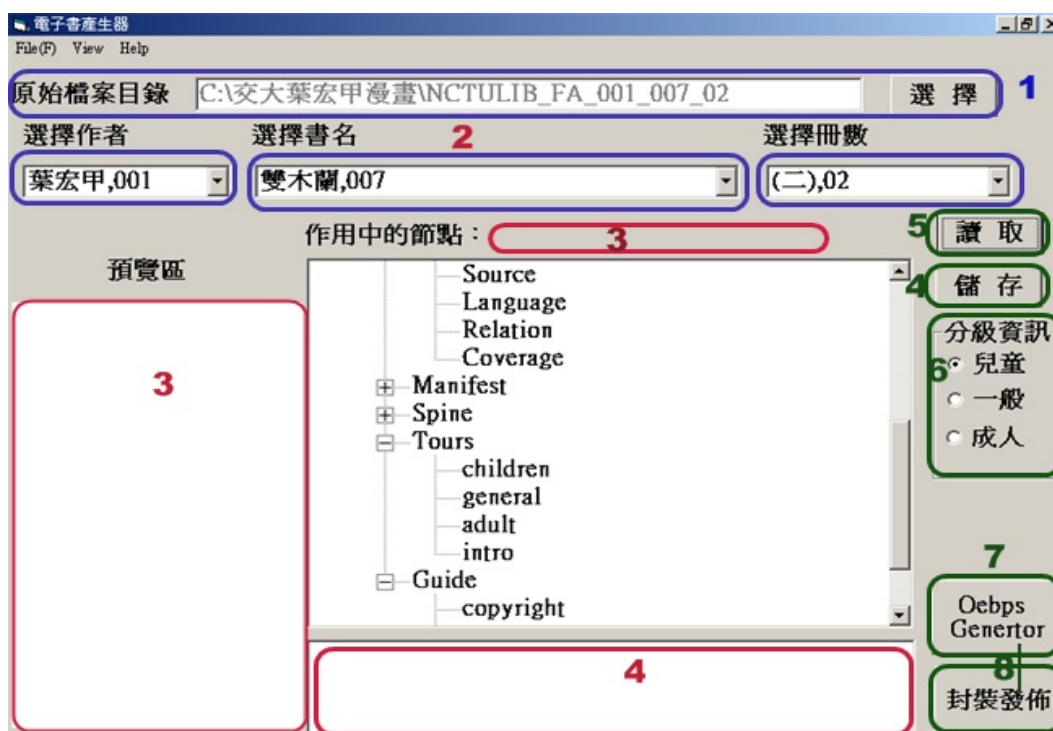 電子書產生器
File(F) View Help
原始檔案目錄 C:\交大葉宏甲漫畫\NCTULIB_FA_001_007_02 選擇 1
選擇作者 選擇書名 2 選擇冊數
葉宏甲,001 雙木蘭,007 (二),02
作用中的節點： 3 5 讀取
預覽區
Source 4 儲存
Language
Relation 分級資訊
Coverage 6 兒童
3 Manifest
Spine 一般
Tours 成人
children
general
adult
intro
Guide 7
copyright Oebps
Genertor
4 8
封裝發佈